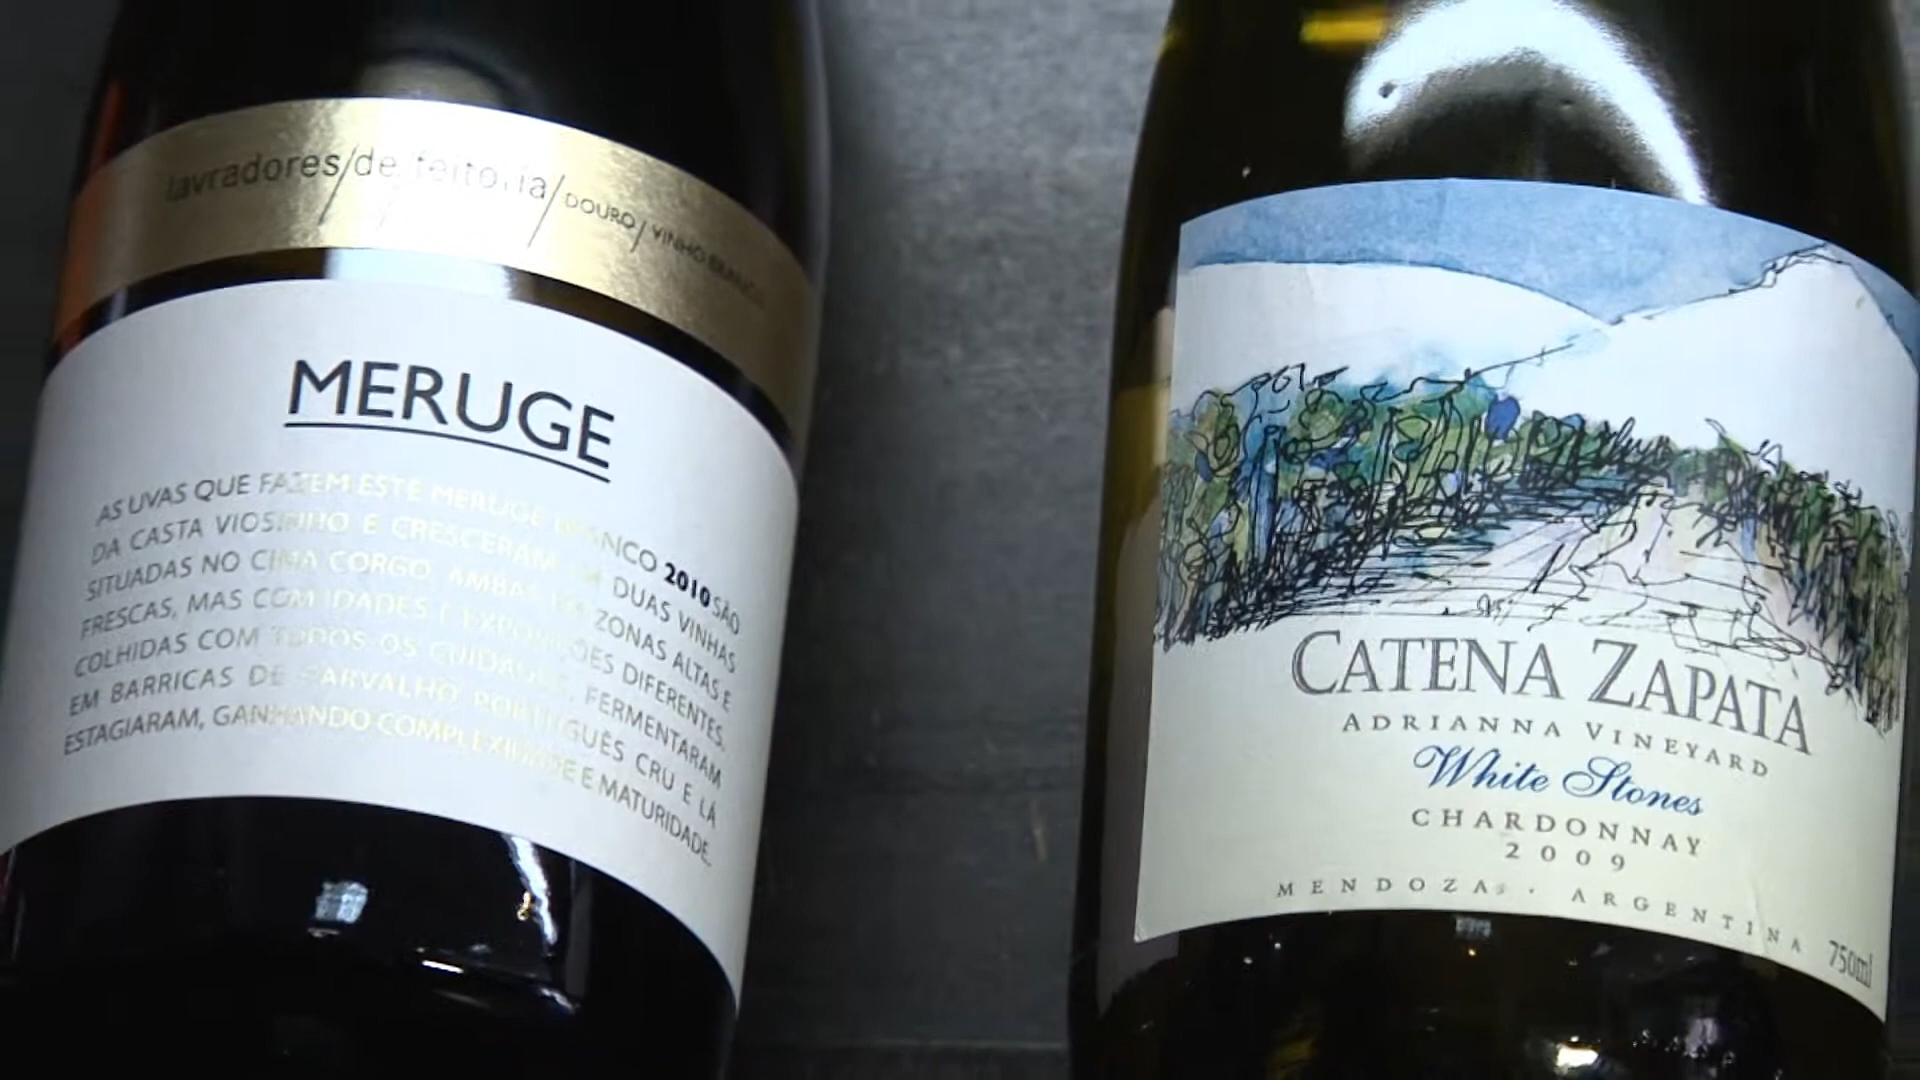 lavradores/de feitoria/DOURO/VINHO BRANCO
MERUGE
AS UVAS QUE FAZEM ESTE MERUGE BRANCO 2010 SÃO
DA CASTA VIOSINHO E CRESCERAM EM DUAS VINHAS
SITUADAS NO CIMA CORGO, AMBAS EM ZONAS ALTAS E
FRESCAS, MAS COM IDADES E EXPOSIÇÕES DIFERENTES.
COLHIDAS COM TODOS OS CUIDADOS, FERMENTARAM
EM BARRICAS DE CARVALHO PORTUGUÊS CRU E LÁ
ESTAGIARAM, GANHANDO COMPLEXIDADE E MATURIDADE.
CATENA ZAPATA
ADRIANNA VINEYARD
White Stones
CHARDONNAY
2009
MENDOZA · ARGENTINA
750ml